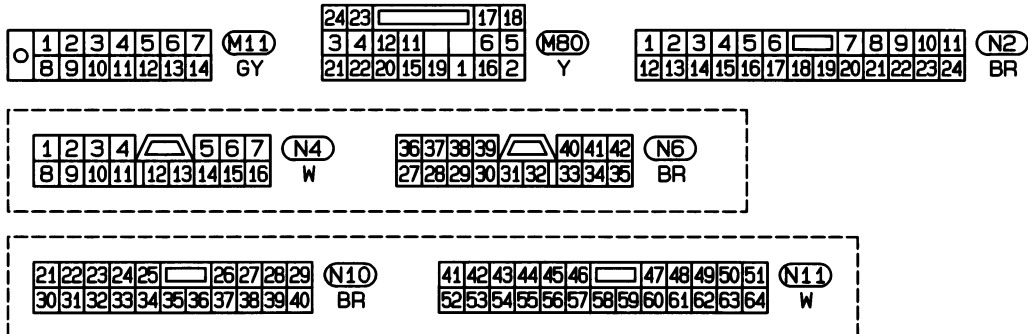 24 23 17 18
1 2 3 4 5 6 7 M11 3 4 12 11 6 5 M80 1 2 3 4 5 6 7 8 9 10 11 N2
8 9 10 11 12 13 14 GY 21 22 20 15 19 1 16 2 Y 12 13 14 15 16 17 18 19 20 21 22 23 24 BR
1 2 3 4 5 6 7 N4 36 37 38 39 40 41 42 N6
8 9 10 11 12 13 14 15 16 W 27 28 29 30 31 32 33 34 35 BR
21 22 23 24 25 26 27 28 29 N10 41 42 43 44 45 46 47 48 49 50 51 N11
30 31 32 33 34 35 36 37 38 39 40 BR 52 53 54 55 56 57 58 59 60 61 62 63 64 W